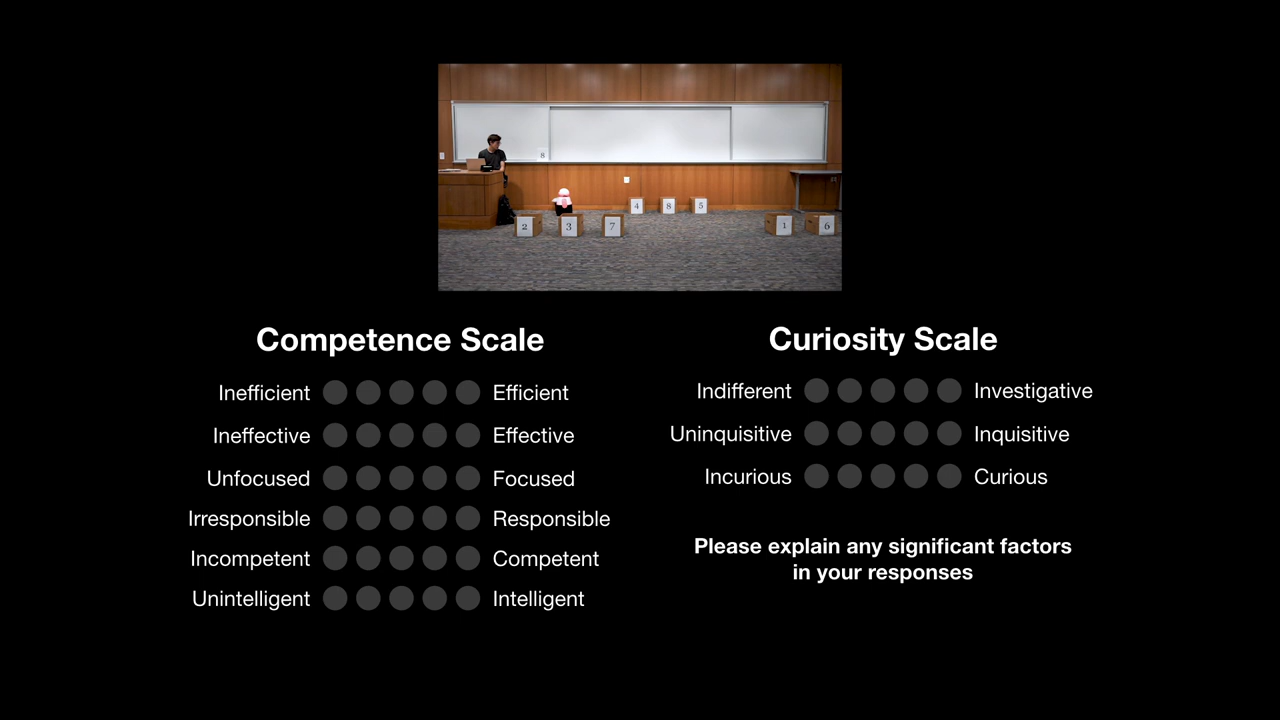 8
4 8 5
2 3 7 1 6
Competence Scale
Inefficient Efficient
Ineffective Effective
Unfocused Focused
Irresponsible Responsible
Incompetent Competent
Unintelligent Intelligent
Curiosity Scale
Indifferent Investigative
Uninquisitive Inquisitive
Incurious Curious
Please explain any significant factors
in your responses